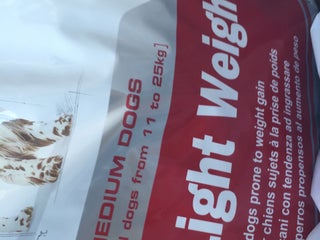 MEDIUM DOGS
dogs from 11 to 25kg]
Light Weigh
dogs prone to weight gain
chiens sujets à la prise de poids
ani con tendenza ad ingrassare
perros propensos al aumento de peso